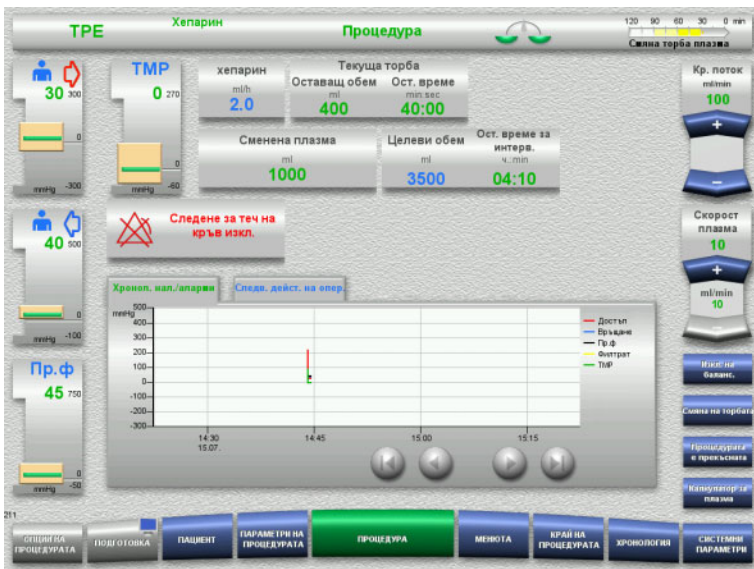 TPE
Хепарин
Процедура
120 90 60 30 0 min
Смяна торба плазма
30 300
0
mmHg -300
TMP
0 270
0
mmHg -60
хепарин
ml/h
2.0
Текуща торба
Оставащ обем Ост. време
ml min:sec
400 40:00
Сменена плазма
ml
1000
Целеви обем Ост. време за интерв.
ml ч.:min
3500 04:10
Кр. поток
ml/min
100
+
–
40 500
0
mmHg -100
Следене за теч на
кръв изкл.
Скорост
плазма
10
+
ml/min
10
–
Хронол. нал./аларми
Следв. дейст. на опер.
mmHg
500
400
300
200
100
0
-100
-200
-300
14:30 14:45 15:00 15:15
15.07.
Достъп
Връщане
Пр.ф
Филтрат
TMP
Пр.ф
45 750
0
mmHg -50
Изкл. на
баланс.
Смяна на торбата
Процедурата
е прекъсната
Калкулатор за
плазма
211
ОПЦИИ НА
ПРОЦЕДУРАТА
ПОДГОТОВКА
ПАЦИЕНТ
ПАРАМЕТРИ НА
ПРОЦЕДУРАТА
ПРОЦЕДУРА
МЕНЮТА
КРАЙ НА
ПРОЦЕДУРАТА
ХРОНОЛОГИЯ
СИСТЕМНИ
ПАРАМЕТРИ